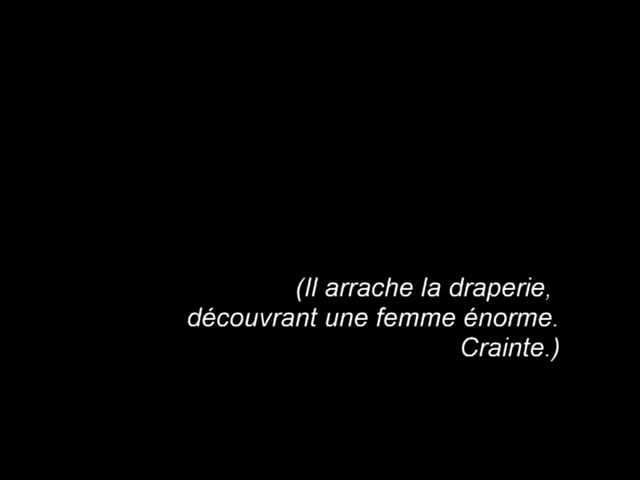 (Il arrache la draperie,
découvrant une femme énorme.
Crainte.)